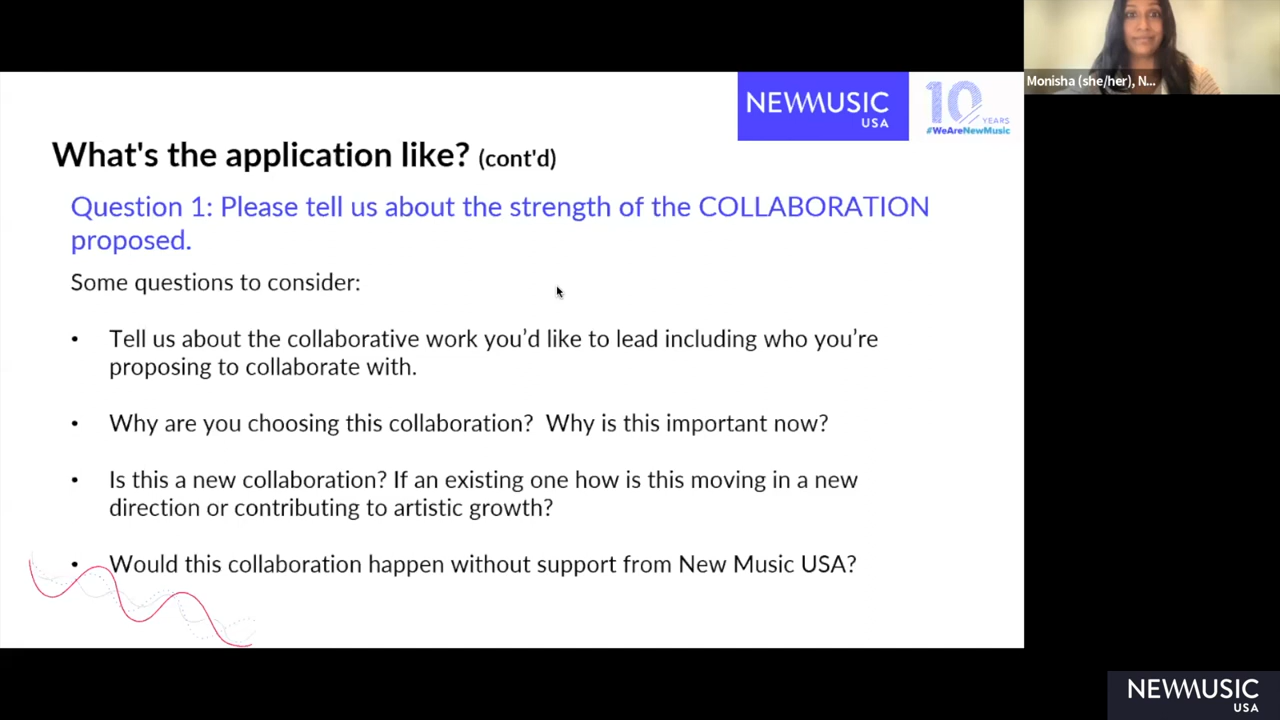 NEWMUSIC
USA
10
YEARS
#WeAreNewMusic
Monisha (she/her), N...
What's the application like? (cont'd)
Question 1: Please tell us about the strength of the COLLABORATION
proposed.
Some questions to consider:
• Tell us about the collaborative work you’d like to lead including who you’re
proposing to collaborate with.
• Why are you choosing this collaboration? Why is this important now?
• Is this a new collaboration? If an existing one how is this moving in a new
direction or contributing to artistic growth?
• Would this collaboration happen without support from New Music USA?
NEWMUSIC
USA